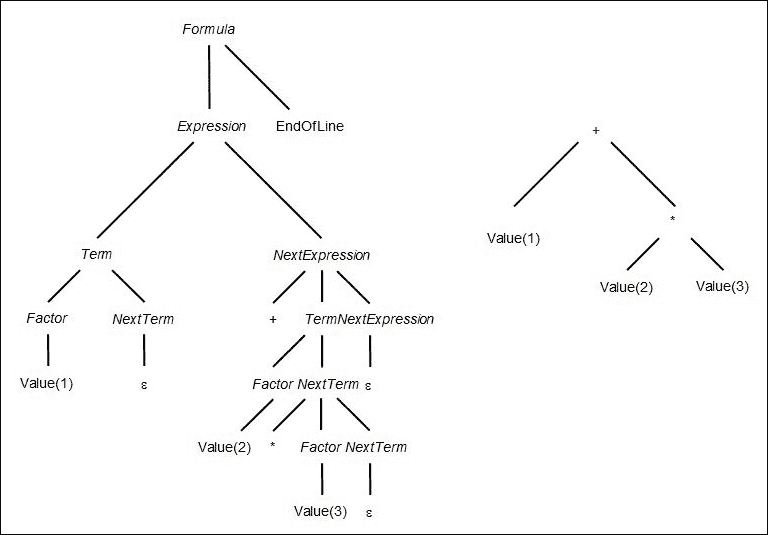 Formula
Expression EndOfLine
+
Value(1)
*
Value(2) Value(3)
Term NextExpression
Factor NextTerm + TermNextExpression
Value(1) ε Factor NextTerm ε
Value(2) * Factor NextTerm
Value(3) ε